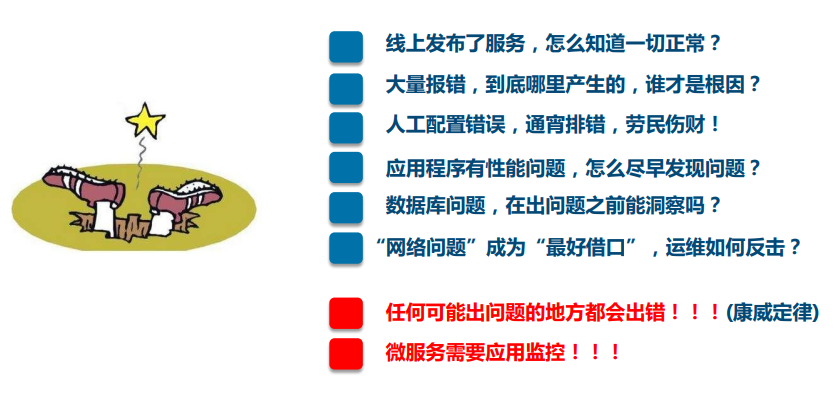 线上发布了服务，怎么知道一切正常？
大量报错，到底哪里产生的，谁才是根因？
人工配置错误，通宵排错，劳民伤财！
应用程序有性能问题，怎么尽早发现问题？
数据库问题，在出问题之前能洞察吗？
“网络问题”成为“最好借口”，运维如何反击？
任何可能出问题的地方都会出错！！！(康威定律)
微服务需要应用监控！！！